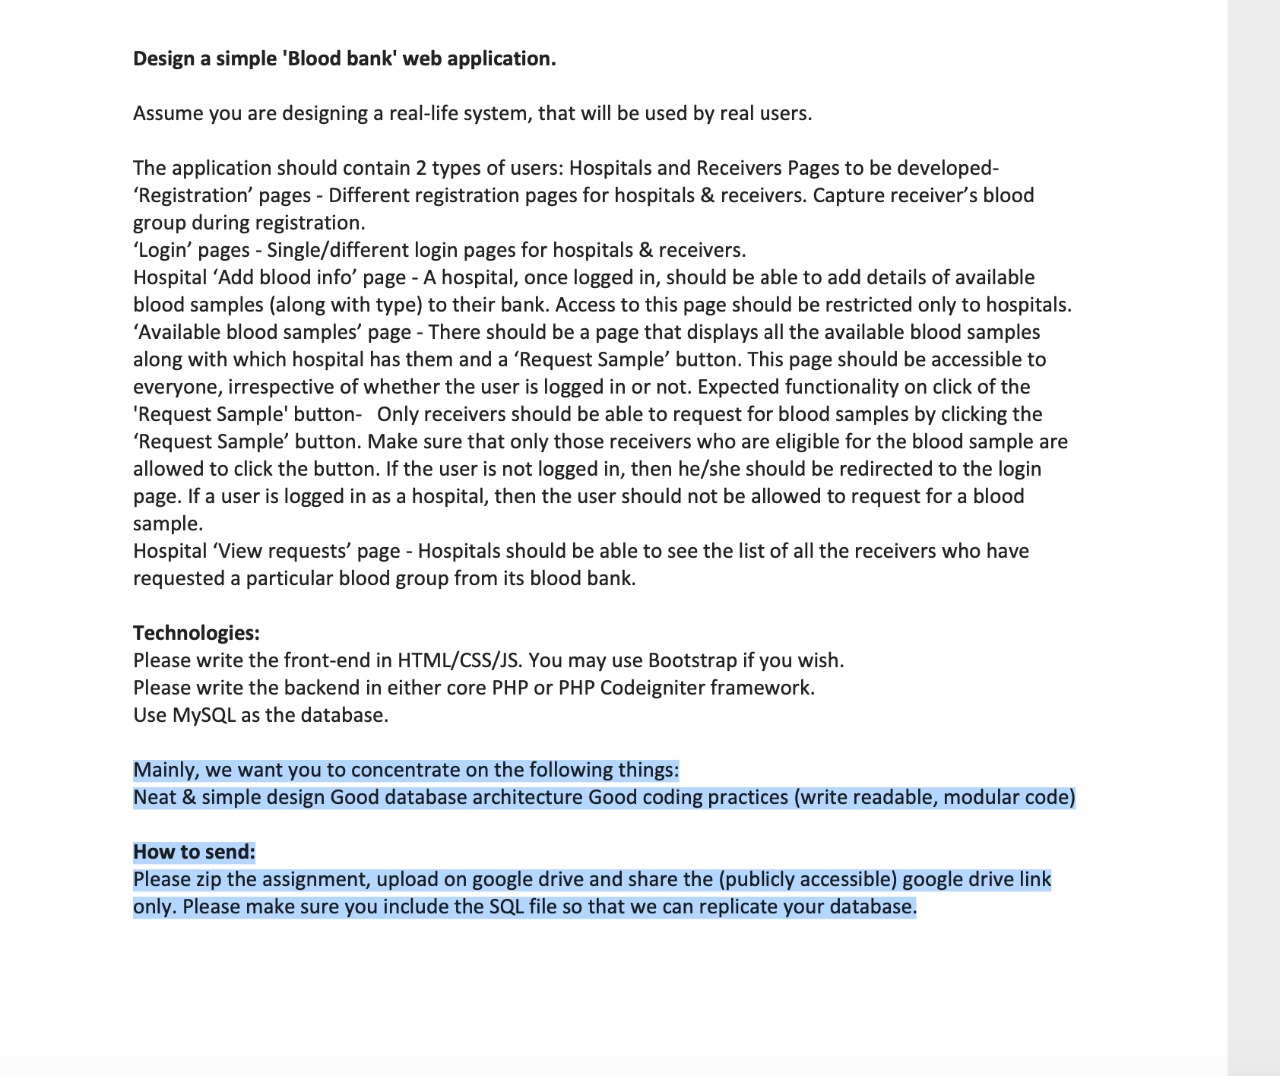 Design a simple 'Blood bank' web application.
Assume you are designing a real-life system, that will be used by real users.
The application should contain 2 types of users: Hospitals and Receivers Pages to be developed-
‘Registration’ pages - Different registration pages for hospitals & receivers. Capture receiver’s blood
group during registration.
‘Login’ pages - Single/different login pages for hospitals & receivers.
Hospital ‘Add blood info’ page - A hospital, once logged in, should be able to add details of available
blood samples (along with type) to their bank. Access to this page should be restricted only to hospitals.
‘Available blood samples’ page - There should be a page that displays all the available blood samples
along with which hospital has them and a ‘Request Sample’ button. This page should be accessible to
everyone, irrespective of whether the user is logged in or not. Expected functionality on click of the
'Request Sample' button-   Only receivers should be able to request for blood samples by clicking the
‘Request Sample’ button. Make sure that only those receivers who are eligible for the blood sample are
allowed to click the button. If the user is not logged in, then he/she should be redirected to the login
page. If a user is logged in as a hospital, then the user should not be allowed to request for a blood
sample.
Hospital ‘View requests’ page - Hospitals should be able to see the list of all the receivers who have
requested a particular blood group from its blood bank.
Technologies:
Please write the front-end in HTML/CSS/JS. You may use Bootstrap if you wish.
Please write the backend in either core PHP or PHP Codeigniter framework.
Use MySQL as the database.
Mainly, we want you to concentrate on the following things:
Neat & simple design Good database architecture Good coding practices (write readable, modular code)
How to send:
Please zip the assignment, upload on google drive and share the (publicly accessible) google drive link
only. Please make sure you include the SQL file so that we can replicate your database.